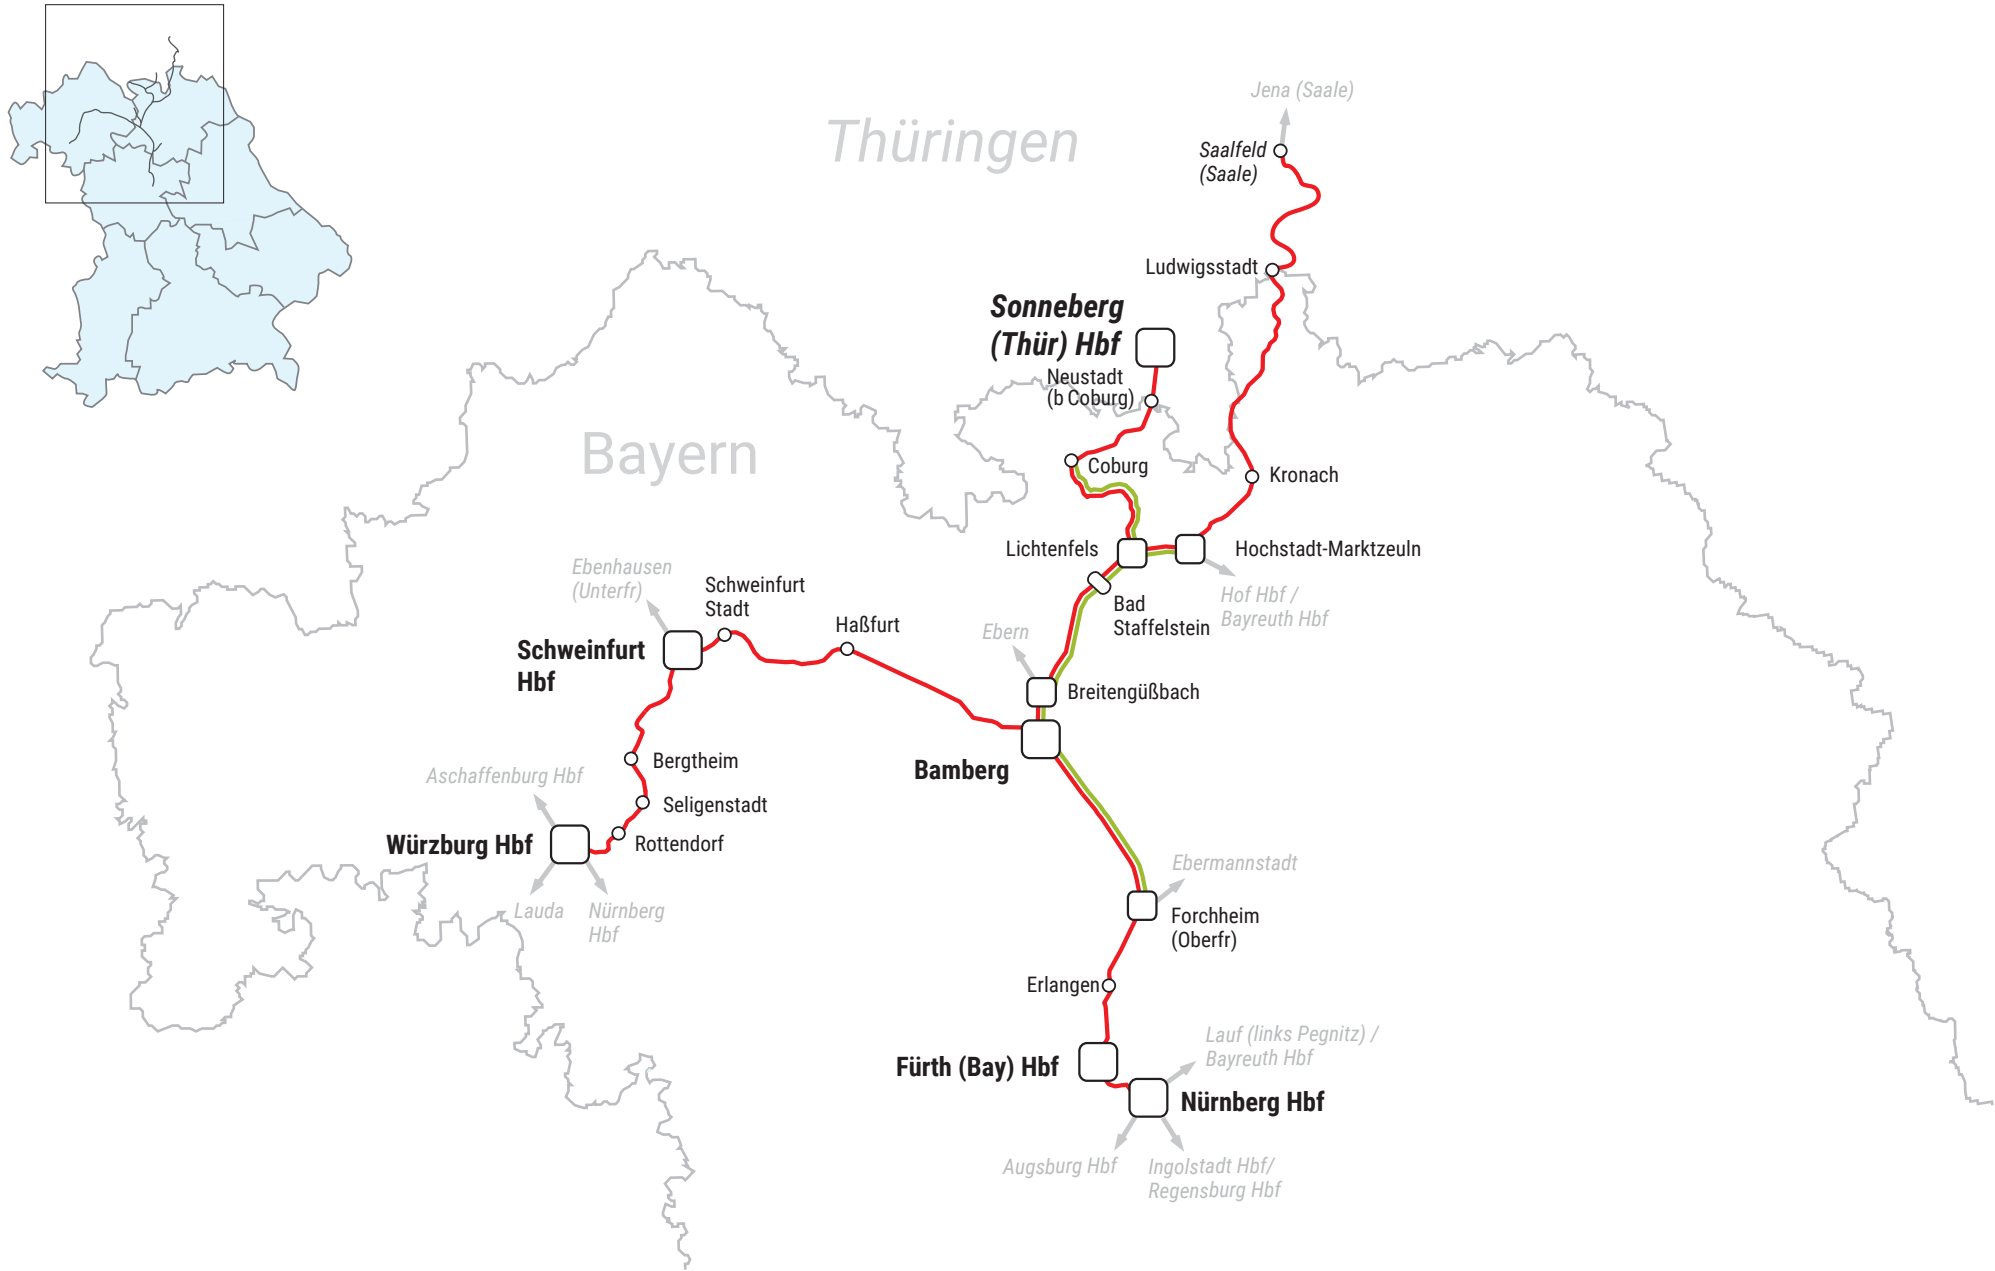 Jena (Saale)
Thüringen
Saalfeld
(Saale)
Ludwigsstadt
Sonneberg
(Thür) Hbf
Neustadt
(b Coburg)
Bayern
Coburg
Kronach
Lichtenfels
Hochstadt-Marktzeuln
Ebenhausen
(Unterfr)
Schweinfurt
Stadt
Hof Hbf /
Bayreuth Hbf
Bad
Staffelstein
Haßfurt
Ebern
Schweinfurt
Hbf
Breitengüßbach
Bergtheim
Bamberg
Aschaffenburg Hbf
Seligenstadt
Würzburg Hbf
Rottendorf
Ebermannstadt
Lauda
Nürnberg
Hbf
Forchheim
(Oberfr)
Erlangen
Lauf (links Pegnitz) /
Bayreuth Hbf
Fürth (Bay) Hbf
Nürnberg Hbf
Augsburg Hbf
Ingolstadt Hbf/
Regensburg Hbf